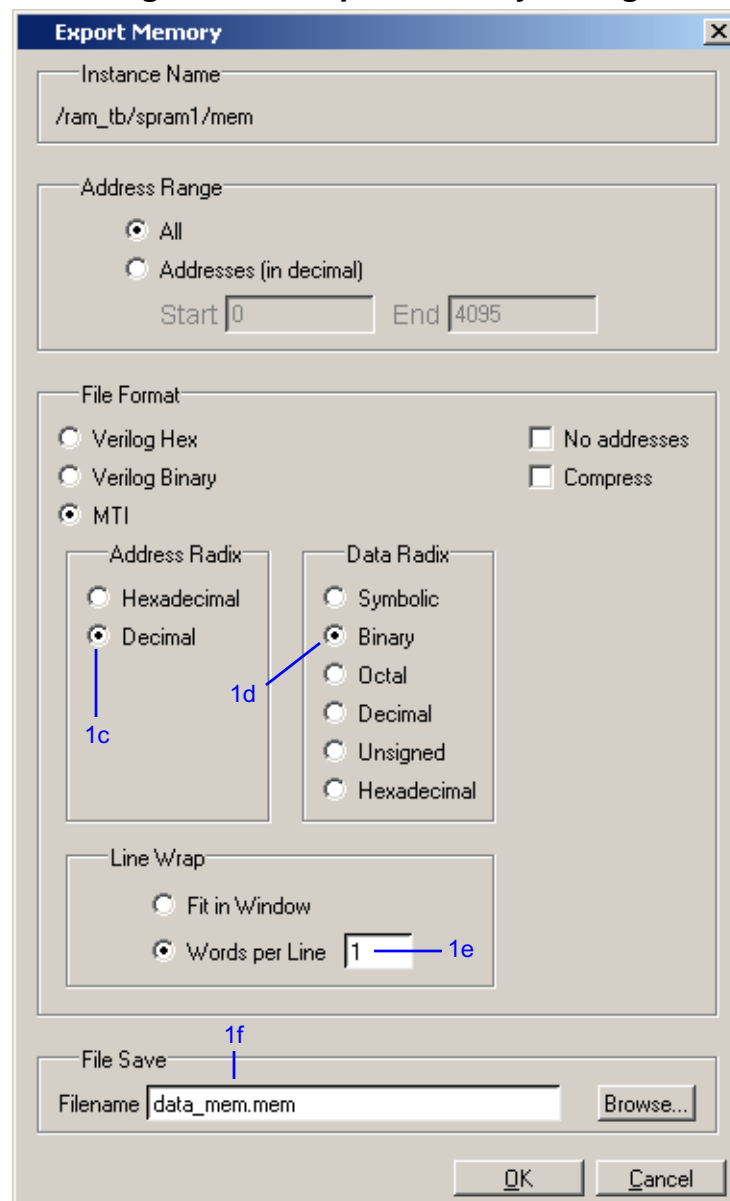 Export Memory
Instance Name
/ram_tb/spram1/mem
Address Range
All
Addresses (in decimal)
Start 0 End 4095
File Format
Verilog Hex No addresses
Verilog Binary Compress
MTI
Address Radix Data Radix
Hexadecimal Symbolic
Decimal Binary
Octal
1d
Decimal
1c
Unsigned
Hexadecimal
Line Wrap
Fit in Window
Words per Line 1 1e
1f
File Save
Filename data_mem.mem Browse...
OK Cancel